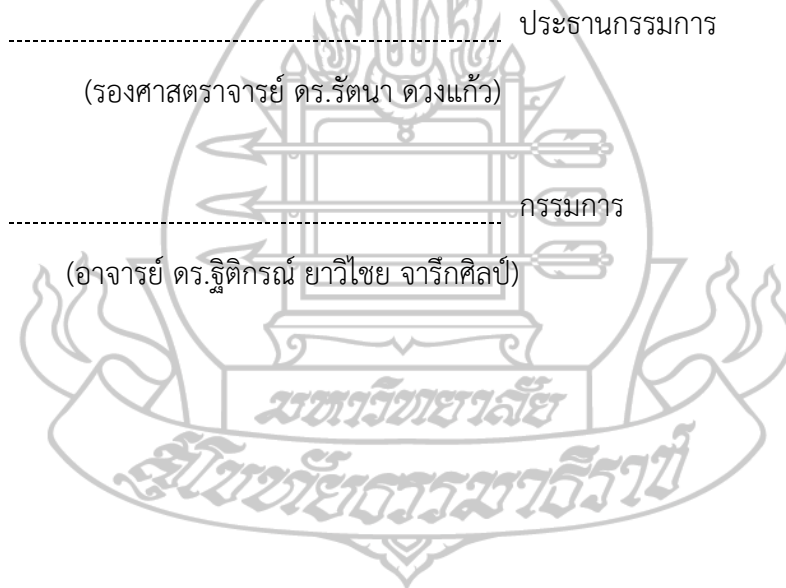 ประธานกรรมการ
(รองศาสตราจารย์ ดร.รัตนา ดวงแก้ว)
กรรมการ
(อาจารย์ ดร.ฐิติกรณ์ ยาวิไชย จารึกศิลป์)
มหาวิทยาลัย
สุโขทัยธรรมาธิราช